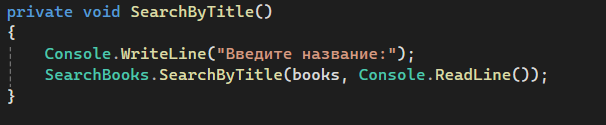 private void SearchByTitle()
{
    Console.WriteLine("Введите название:");
    SearchBooks.SearchByTitle(books, Console.ReadLine());
}